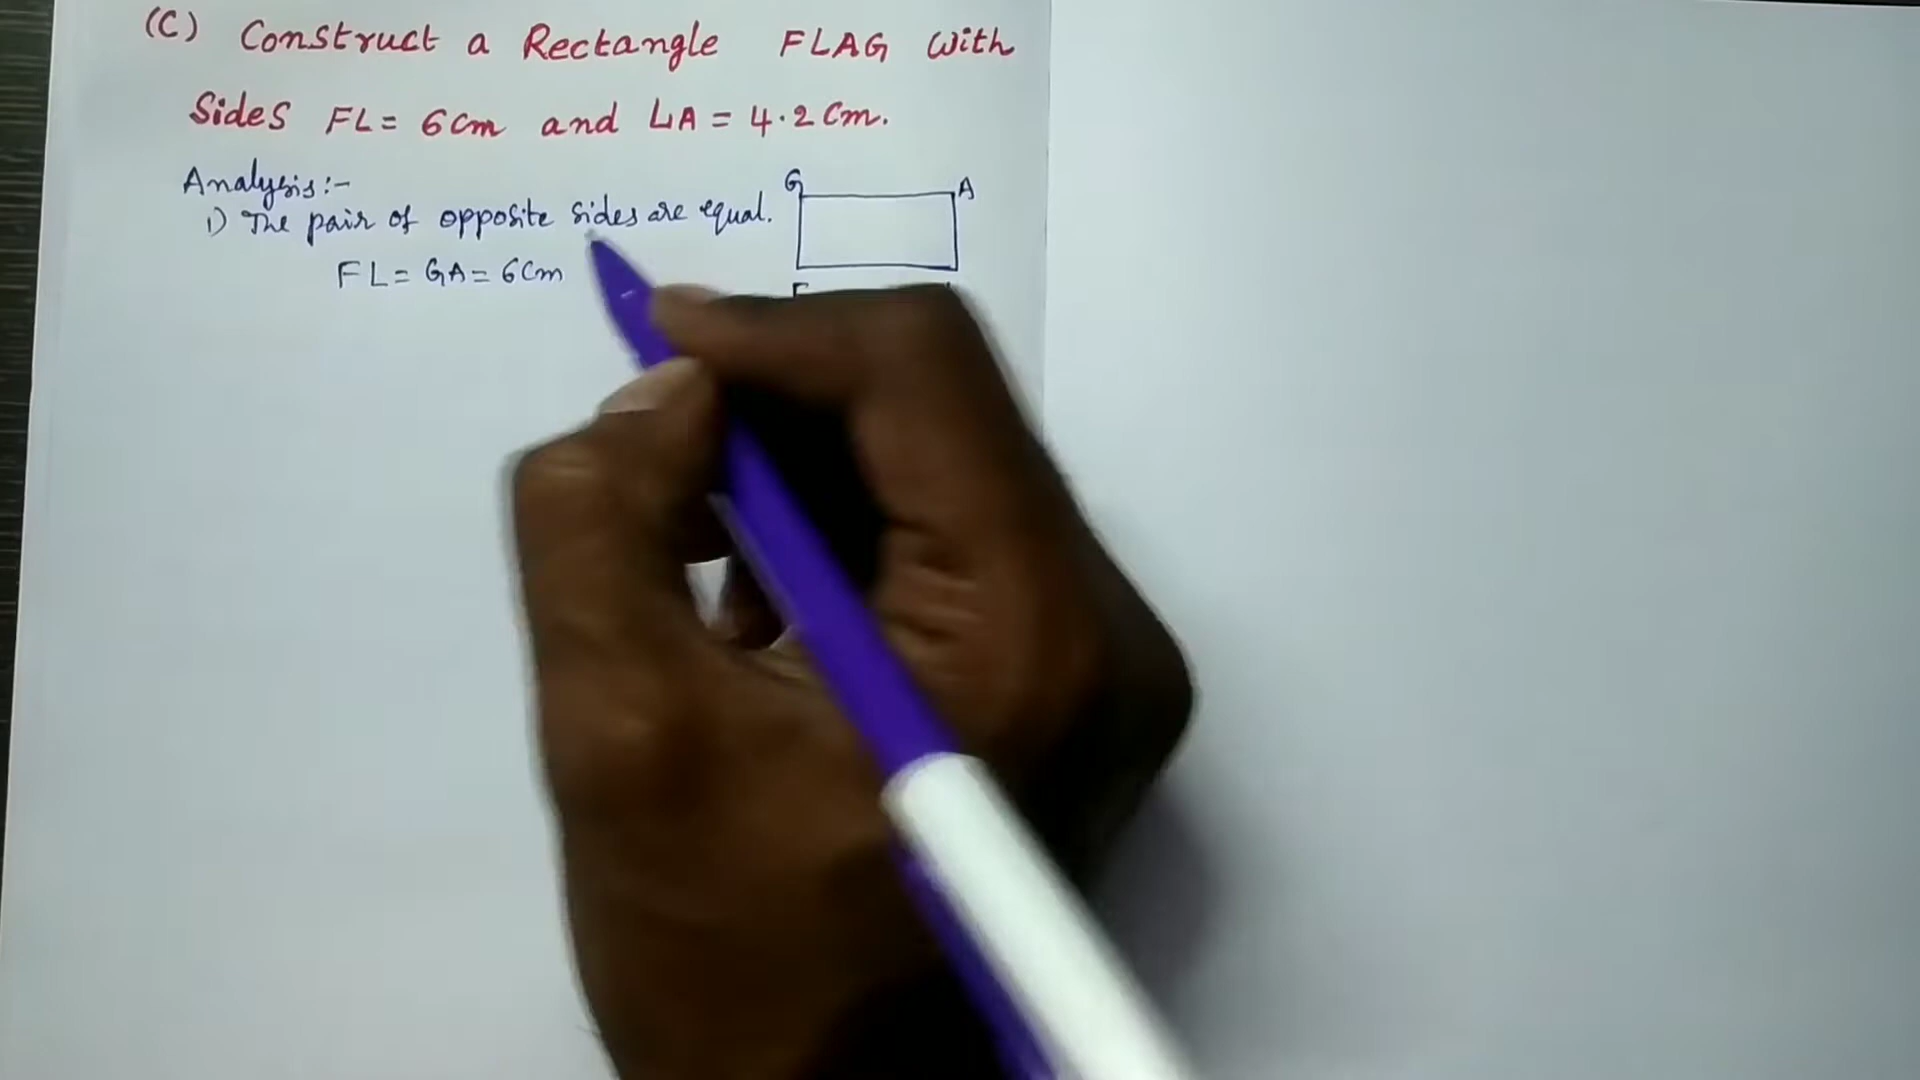 (C) Construct a Rectangle FLAG with
Sides FL = 6cm and LA = 4.2 Cm.
Analysis:-
1) The pair of opposite sides are equal.
FL = GA = 6Cm
G A